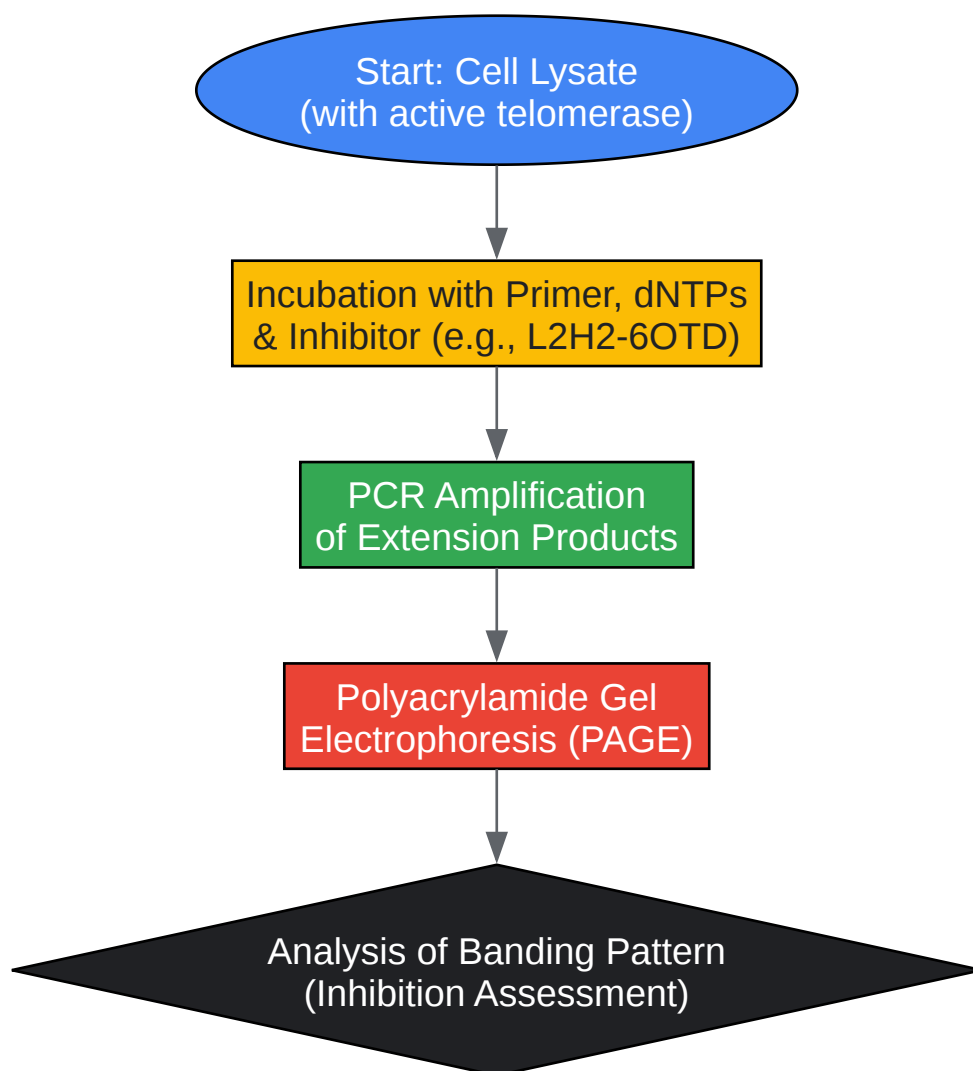 Start: Cell Lysate
(with active telomerase)
Incubation with Primer, dNTPs
& Inhibitor (e.g., L2H2-6OTD)
PCR Amplification
of Extension Products
Polyacrylamide Gel
Electrophoresis (PAGE)
Analysis of Banding Pattern
(Inhibition Assessment)